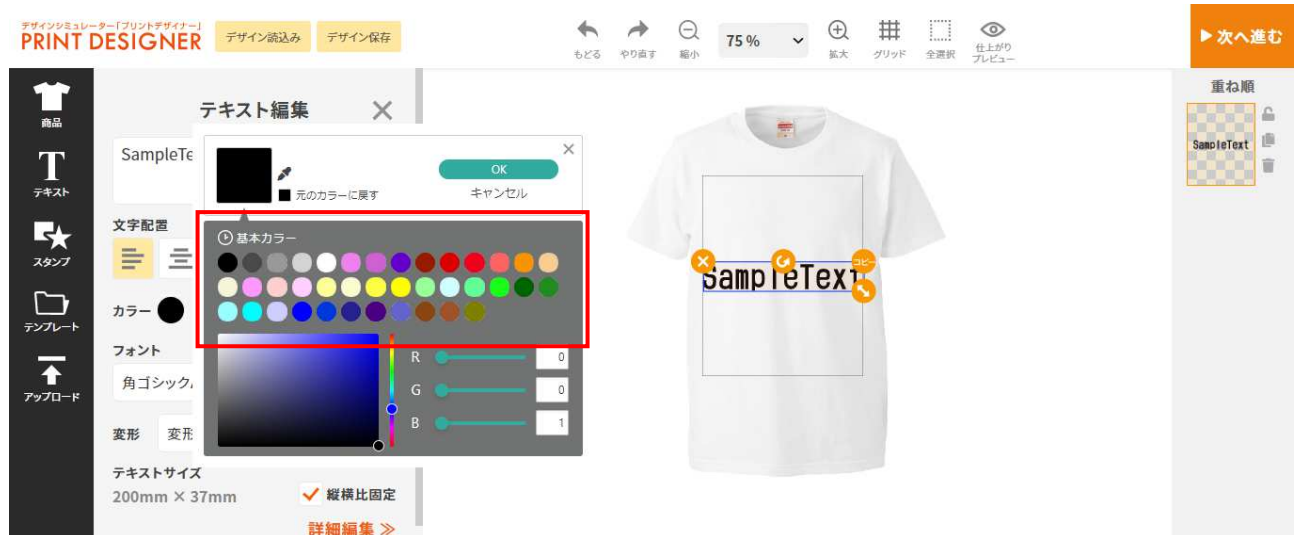 デザインシミュレーター「プリントデザイナー」
PRINT DESIGNER
デザイン読込み
デザイン保存
もどる
やり直す
縮小
75 %
拡大
グリッド
全選択
仕上がり
プレビュー
▶次へ進む
商品
テキスト
スタンプ
テンプレート
アップロード
テキスト編集
SampleTe
元のカラーに戻す
OK
キャンセル
文字配置
基本カラー
カラー
フォント
角ゴシック
変形
変形
R 0
G 0
B 1
テキストサイズ
200mm × 37mm
縦横比固定
詳細編集 ≫
SampleText
コピー
重ね順
SampleText